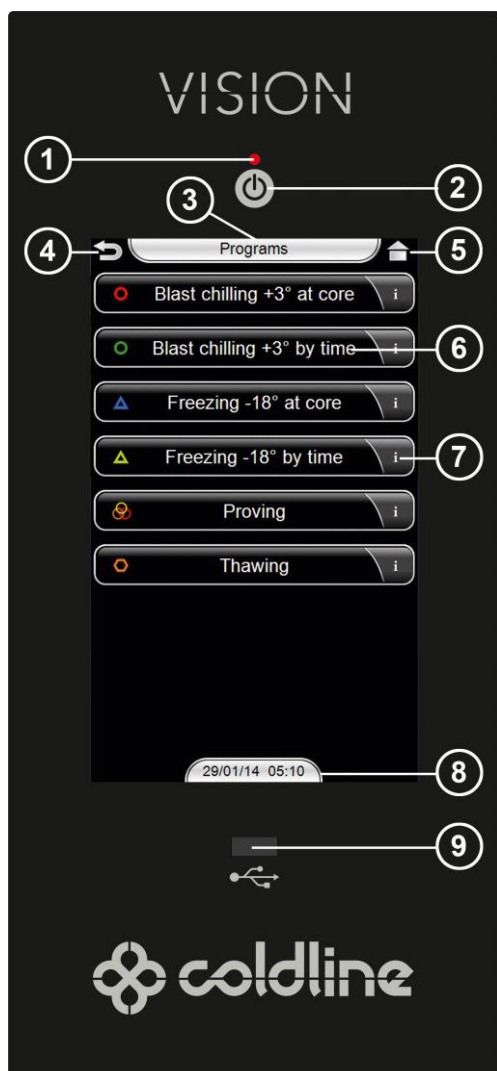 VISION
1
2
3
4
Programs
5
Blast chilling +3° at core i
Blast chilling +3° by time i
6
Freezing -18° at core i
Freezing -18° by time i
7
Proving i
Thawing i
29/01/14 05:10
8
9
coldline